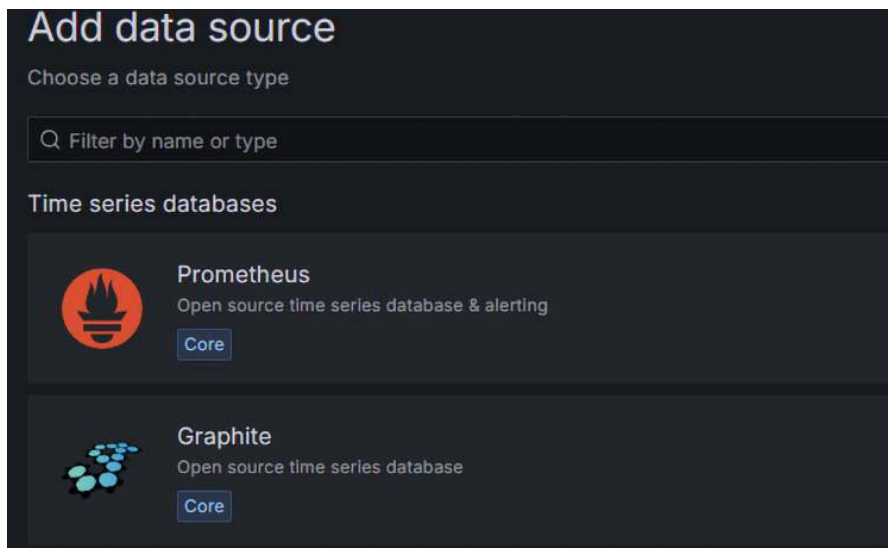 Add data source
Choose a data source type
Filter by name or type
Time series databases
Prometheus
Open source time series database & alerting
Core
Graphite
Open source time series database
Core